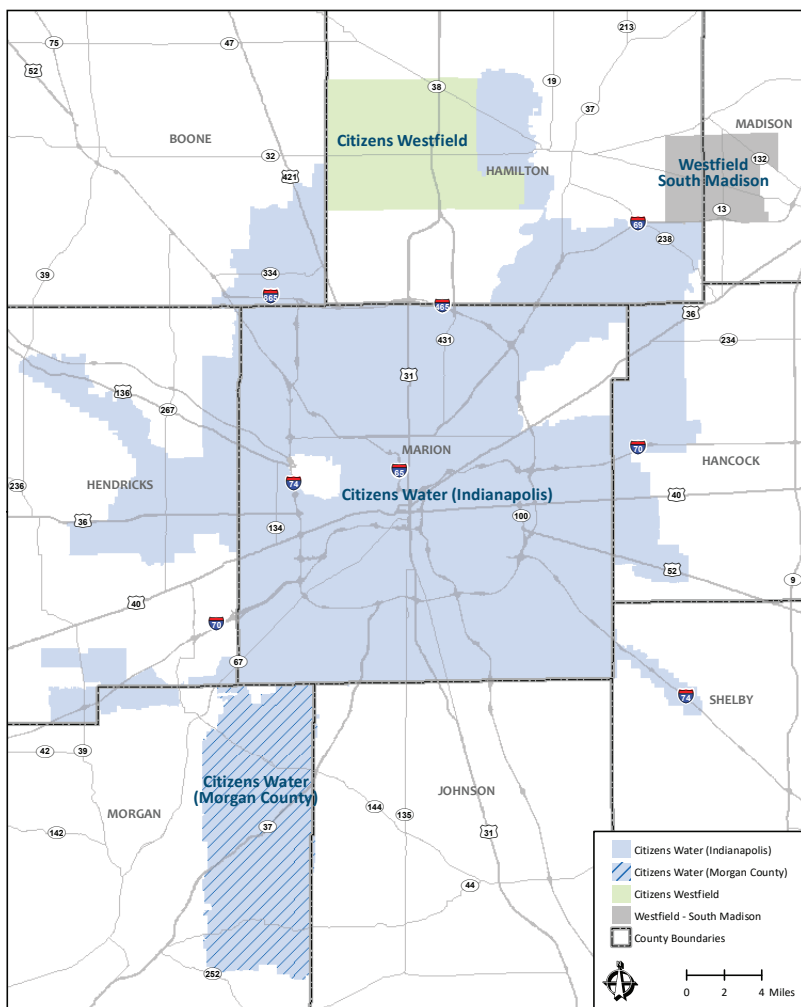 213
75
47
52
38
19
37
MADISON
BOONE
Citizens Westfield
132
32
HAMILTON
Westfield
South Madison
421
13
69
238
334
39
865
465
36
431
234
31
136
267
MARION
65
70
HANCOCK
74
236
HENDRICKS
Citizens Water (Indianapolis)
40
36
134
100
52
9
40
70
67
74
SHELBY
42
39
Citizens Water
(Morgan County)
JOHNSON
MORGAN
144
135
142
37
31
44
252
Citizens Water (Indianapolis)
Citizens Water (Morgan County)
Citizens Westfield
Westfield - South Madison
County Boundaries
0 2 4 Miles